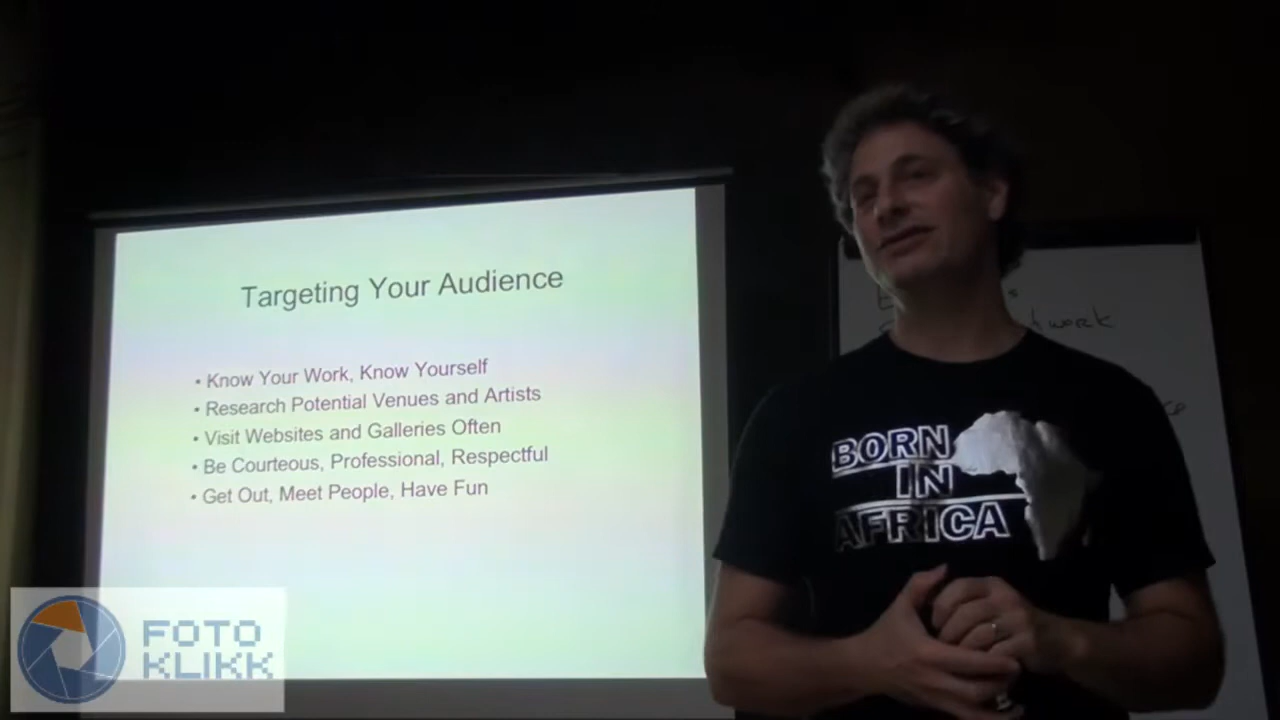 Targeting Your Audience
• Know Your Work, Know Yourself
• Research Potential Venues and Artists
• Visit Websites and Galleries Often
• Be Courteous, Professional, Respectful
• Get Out, Meet People, Have Fun
BORN
IN
AFRICA
FOTO
KLIKK